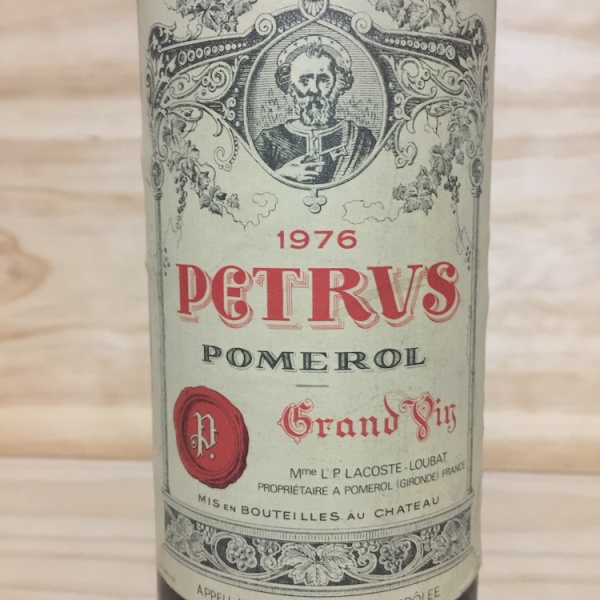 1976
PETRVS
POMEROL
Grand Vin
P.
Mme L.P. LACOSTE-LOUBAT
PROPRIÉTAIRE A POMEROL (GIRONDE) FRANCE
MIS EN BOUTEILLES AU CHATEAU